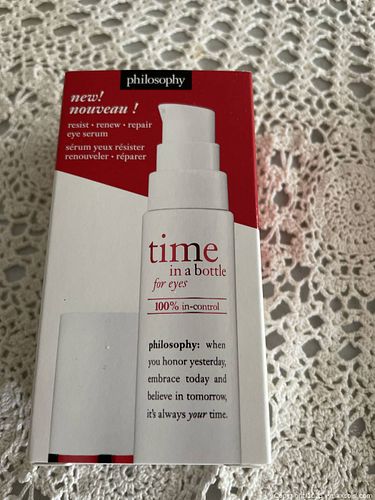 philosophy
new!
nouveau !
resist • renew • repair
eye serum
sérum yeux résister
renouveler • réparer
time
in a bottle
for eyes
100% in-control
philosophy: when
you honor yesterday,
embrace today and
believe in tomorrow,
it's always your time.